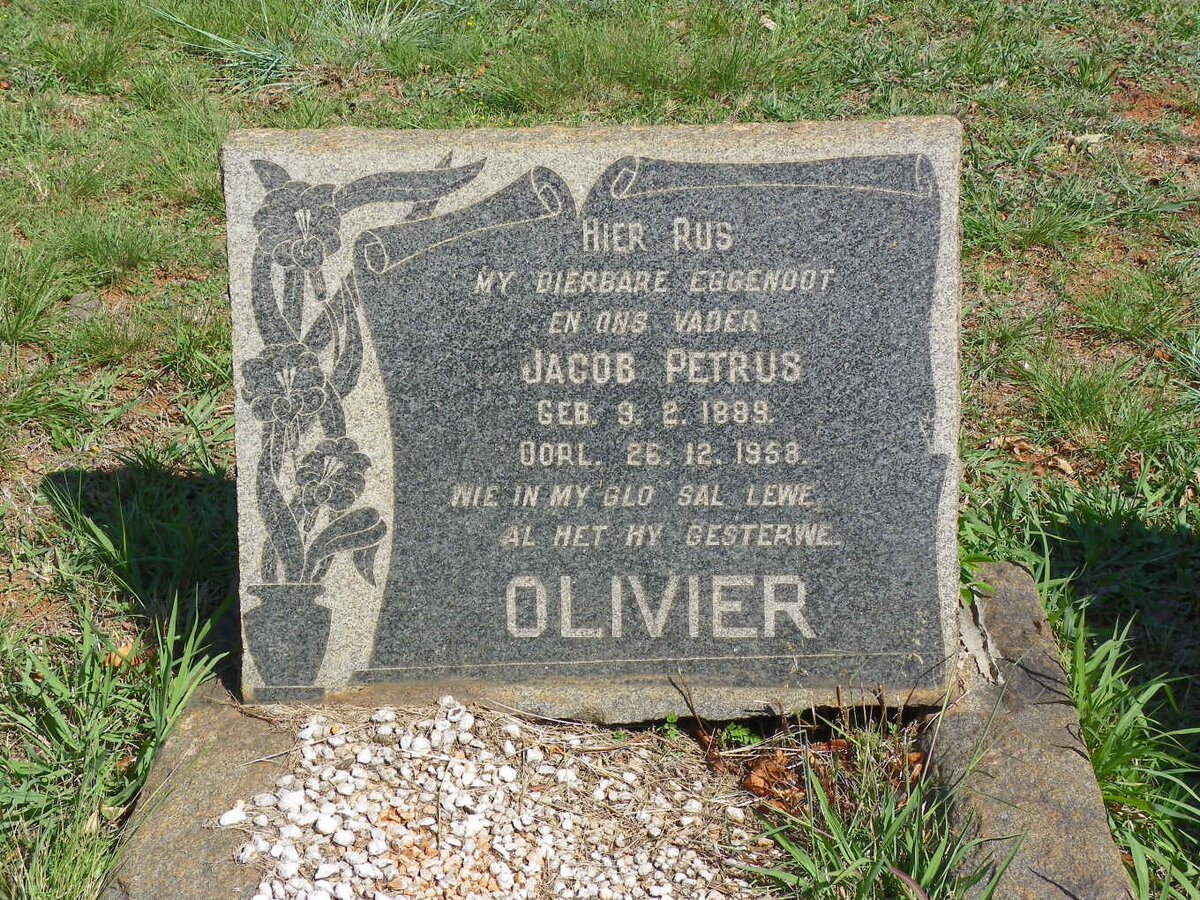 HIER RUS
MY DIERBARE EGGENOOT
EN ONS VADER
JACOB PETRUS
GEB. 9. 2. 1889.
OORL. 26. 12. 1958.
WIE IN MY GLO SAL LEWE,
AL HET HY GESTERWE.
OLIVIER